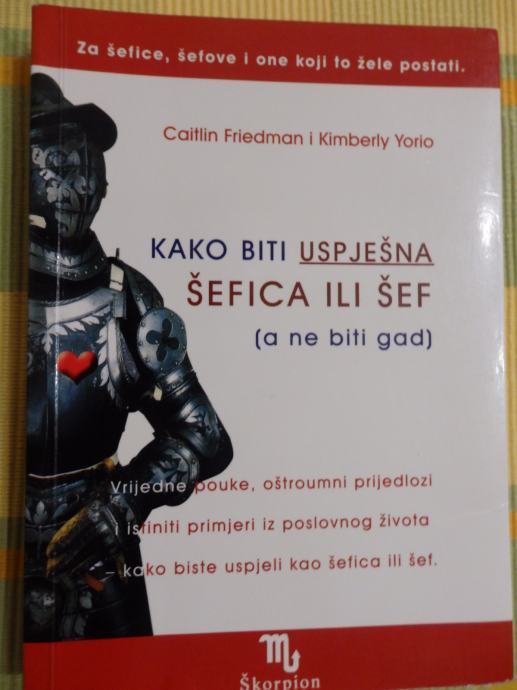 Za šefice, šefove i one koji to žele postati.
Caitlin Friedman i Kimberly Yorio
KAKO BITI USPJEŠNA
ŠEFICA ILI ŠEF
(a ne biti gad)
Vrijedne pouke, oštroumni prijedlozi
i istiniti primjeri iz poslovnog života
– kako biste uspjeli kao šefica ili šef.
Škorpion